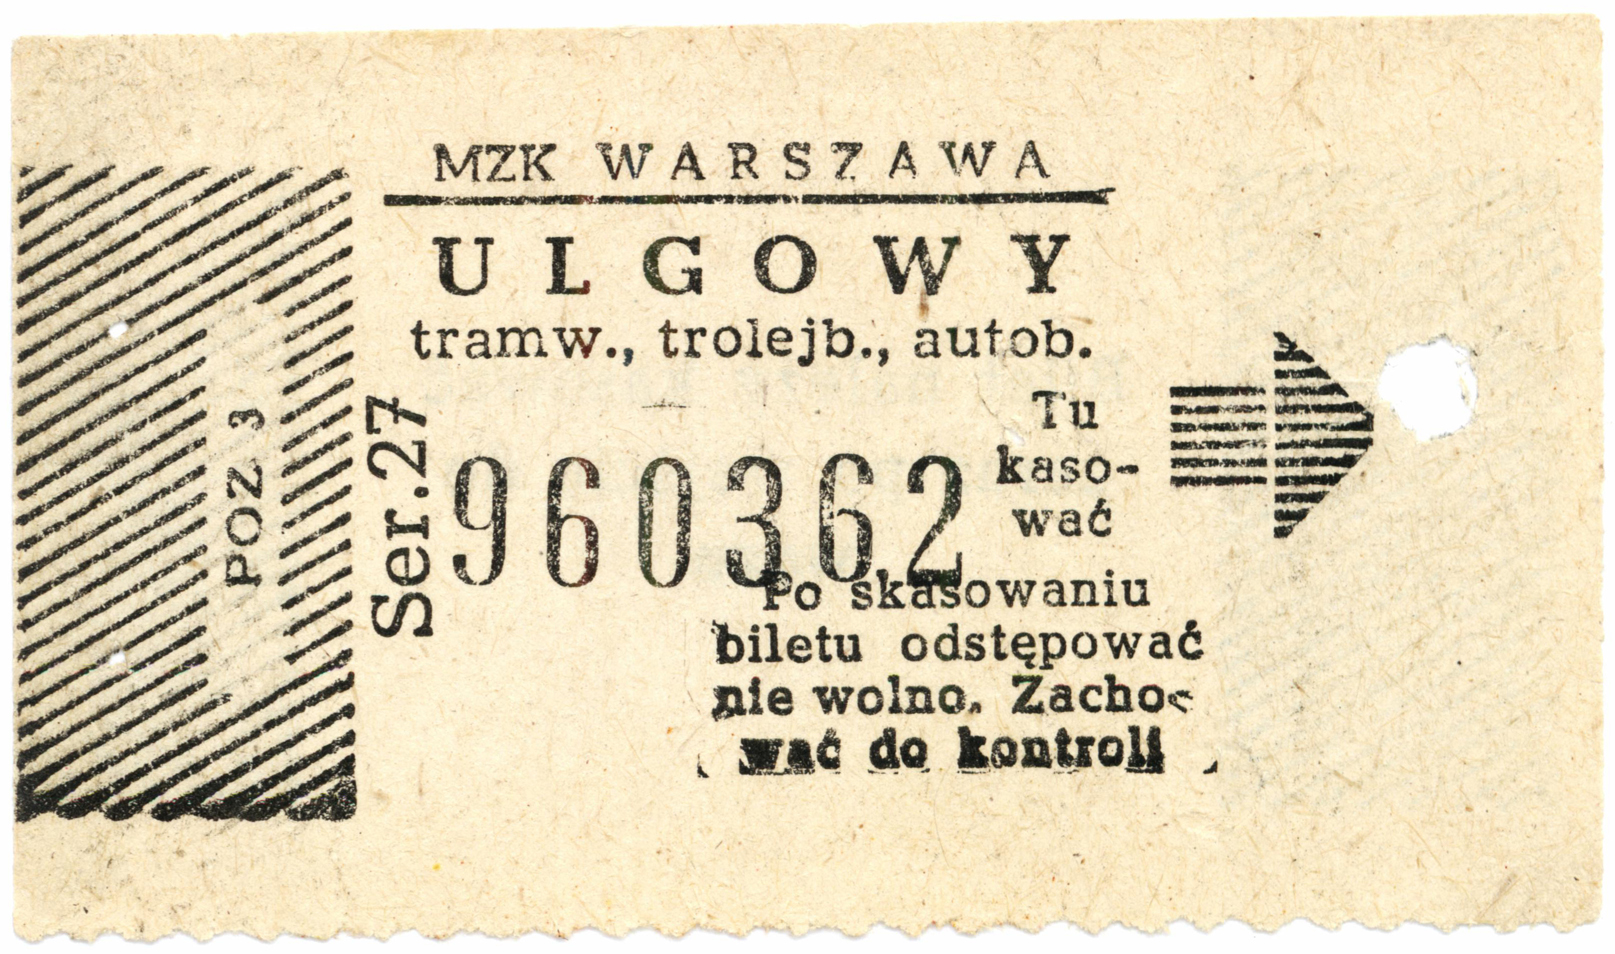 MZK WARSZAWA
ULGOWY
tramw., trolejb., autob.
POZ 3
Ser.27
960362
Tu
kaso-
wać
Po skasowaniu
biletu odstępować
nie wolno. Zacho-
wać do kontroli